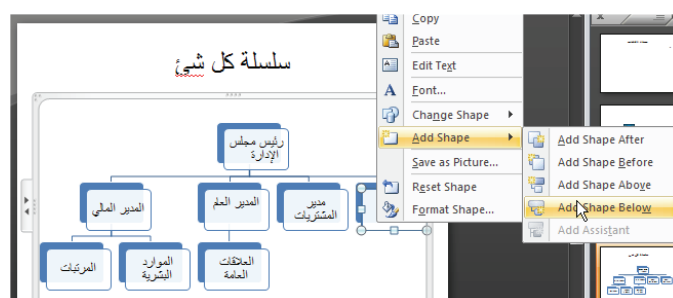 سلسلة كل شيئ
رئيس مجلس
الإدارة
مدير
المشتريات
المدير العام
المدير المالي
العلاقات
العامة
الموارد
البشرية
المرتبات
Copy
Paste
Edit Text
Font...
Change Shape
Add Shape
Save as Picture...
Reset Shape
Format Shape...
Add Shape After
Add Shape Before
Add Shape Above
Add Shape Below
Add Assistant